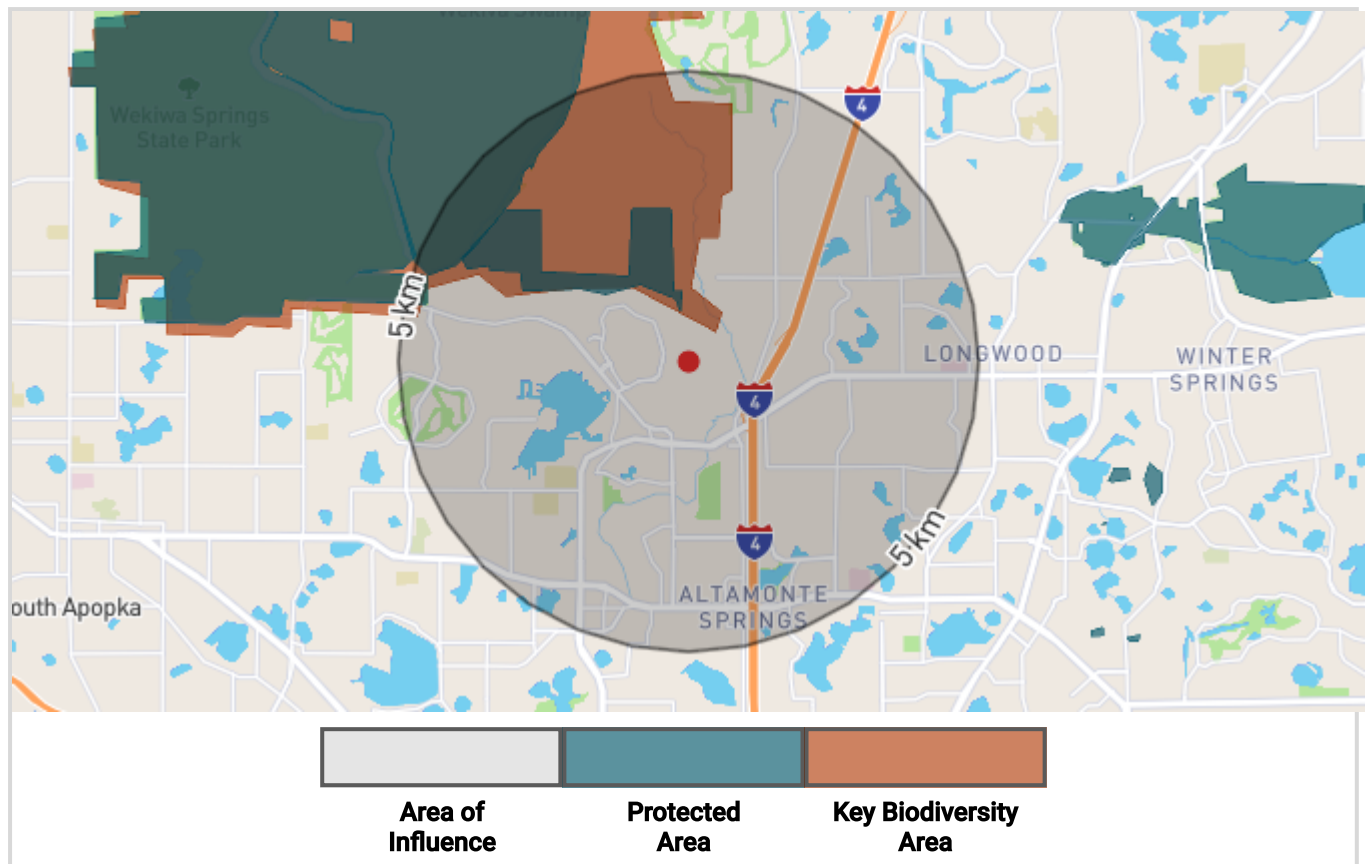 Wekiwa Springs
State Park
4
5 km
LONGWOOD
WINTER
SPRINGS
4
5 km
4
ALTAMONTE
SPRINGS
outh Apopka
Area of
Influence
Protected
Area
Key Biodiversity
Area